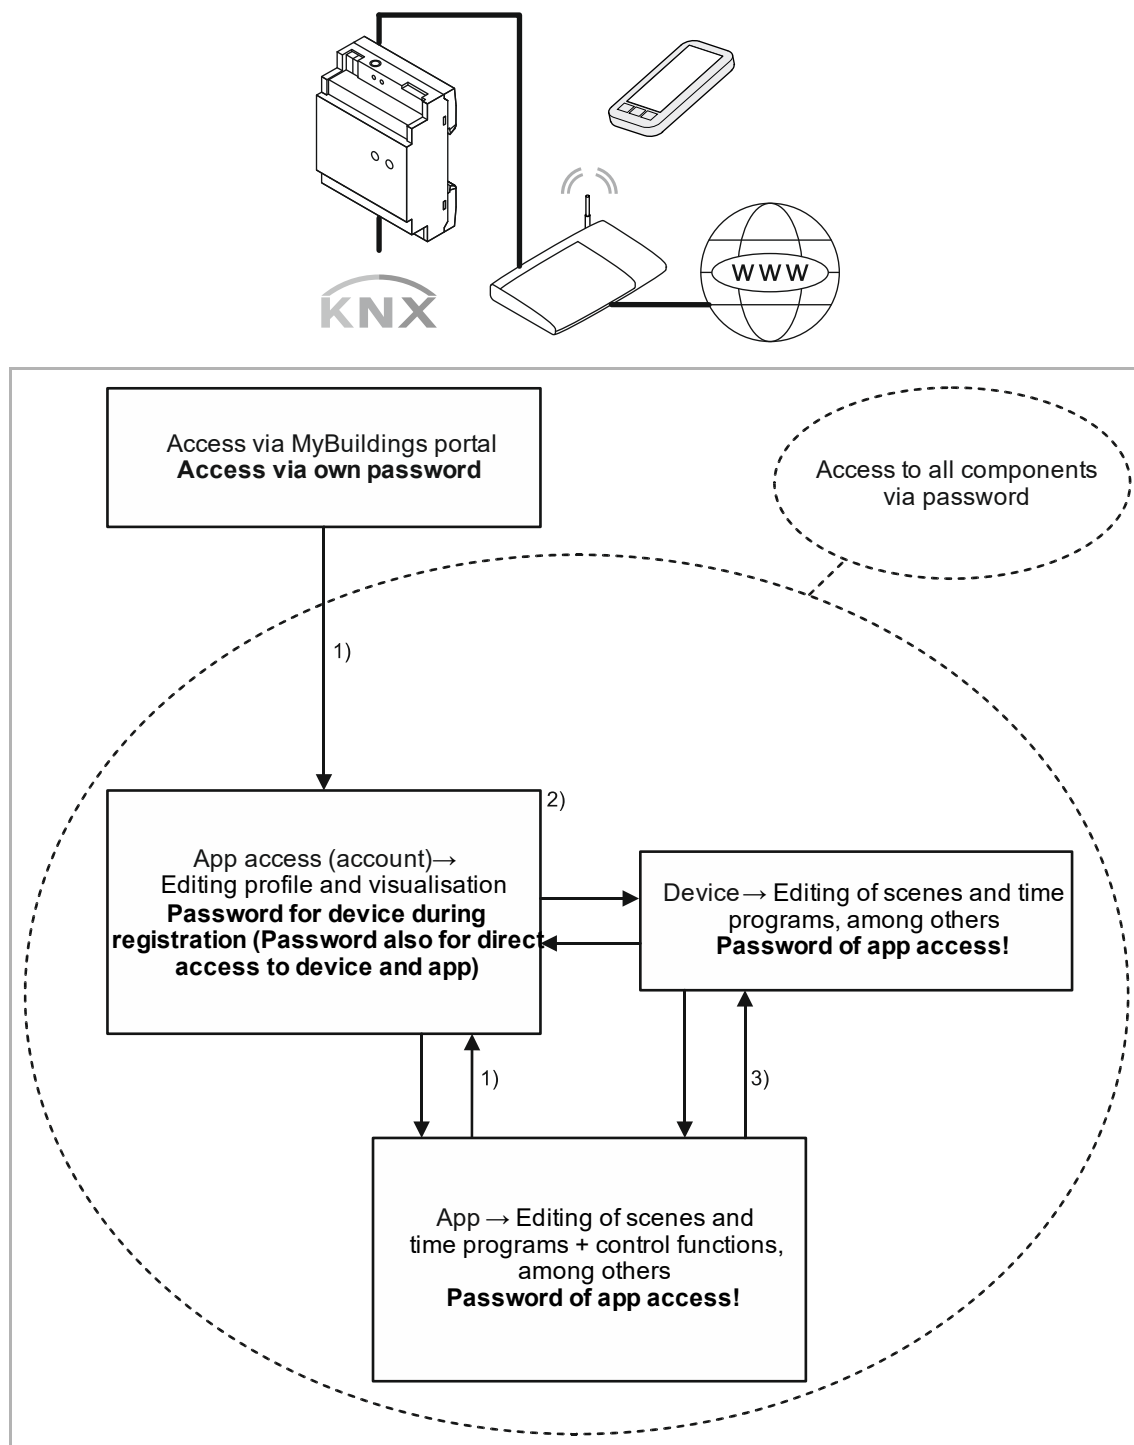 KNX
WWW
Access via MyBuildings portal
Access via own password
Access to all components
via password
1)
2)
App access (account)→
Editing profile and visualisation
Password for device during
registration (Password also for direct
access to device and app)
Device → Editing of scenes and time
programs, among others
Password of app access!
1)
3)
App → Editing of scenes and
time programs + control functions,
among others
Password of app access!